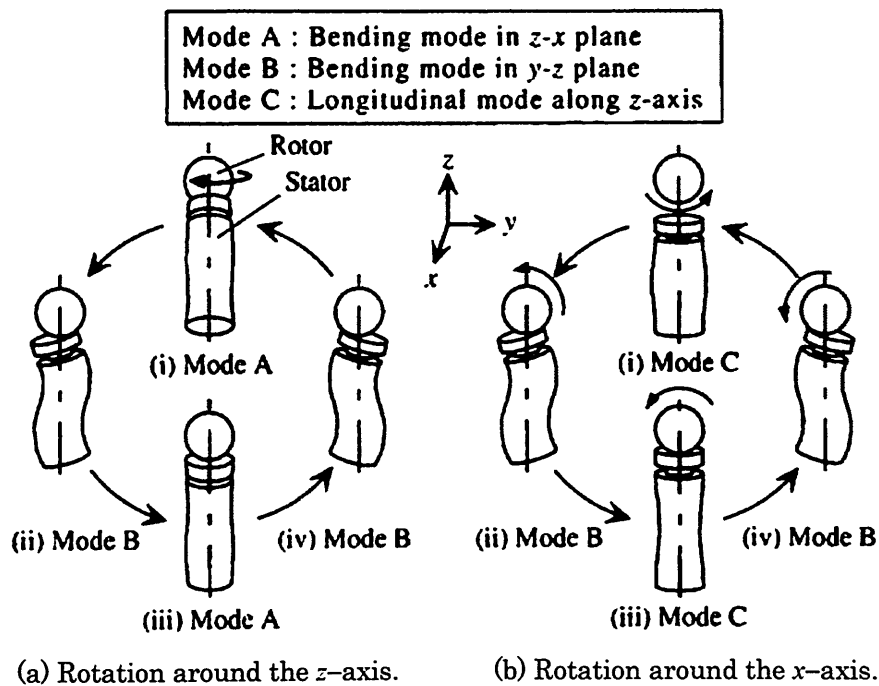 Mode A : Bending mode in z-x plane
Mode B : Bending mode in y-z plane
Mode C : Longitudinal mode along z-axis
Rotor
Stator
z
y
x
(i) Mode A
(ii) Mode B
(iii) Mode A
(iv) Mode B
(i) Mode C
(ii) Mode B
(iii) Mode C
(iv) Mode B
(a) Rotation around the z–axis.
(b) Rotation around the x–axis.